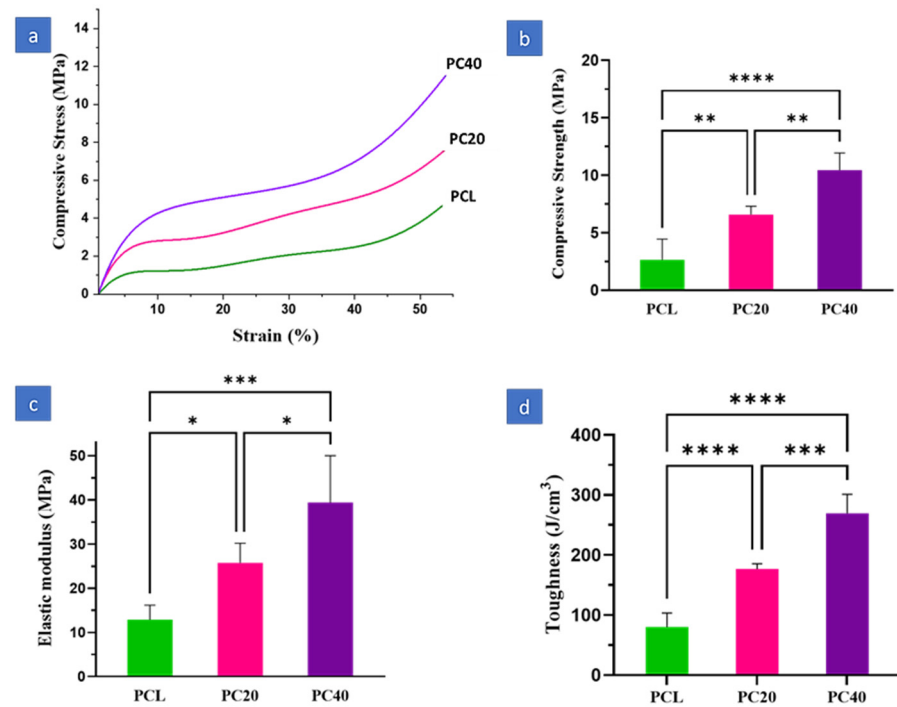 a
Compressive Stress (MPa)
14
12
10
8
6
4
2
0
10
20
30
40
50
Strain (%)
PC40
PC20
PCL
b
Compressive Strength (MPa)
20
15
10
5
0
****
**
**
PCL
PC20
PC40
c
Elastic modulus (MPa)
50
40
30
20
10
0
***
*
*
PCL
PC20
PC40
d
Toughness (J/cm³)
400
300
200
100
0
****
****
***
PCL
PC20
PC40